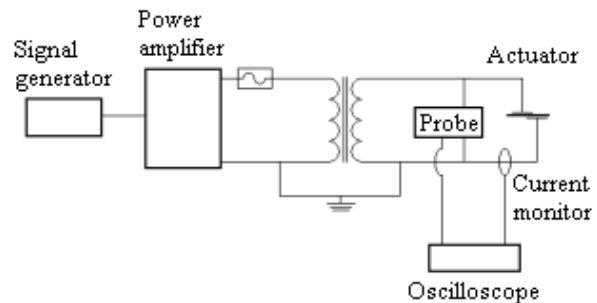 Signal
generator
Power
amplifier
Actuator
Probe
Current
monitor
Oscilloscope